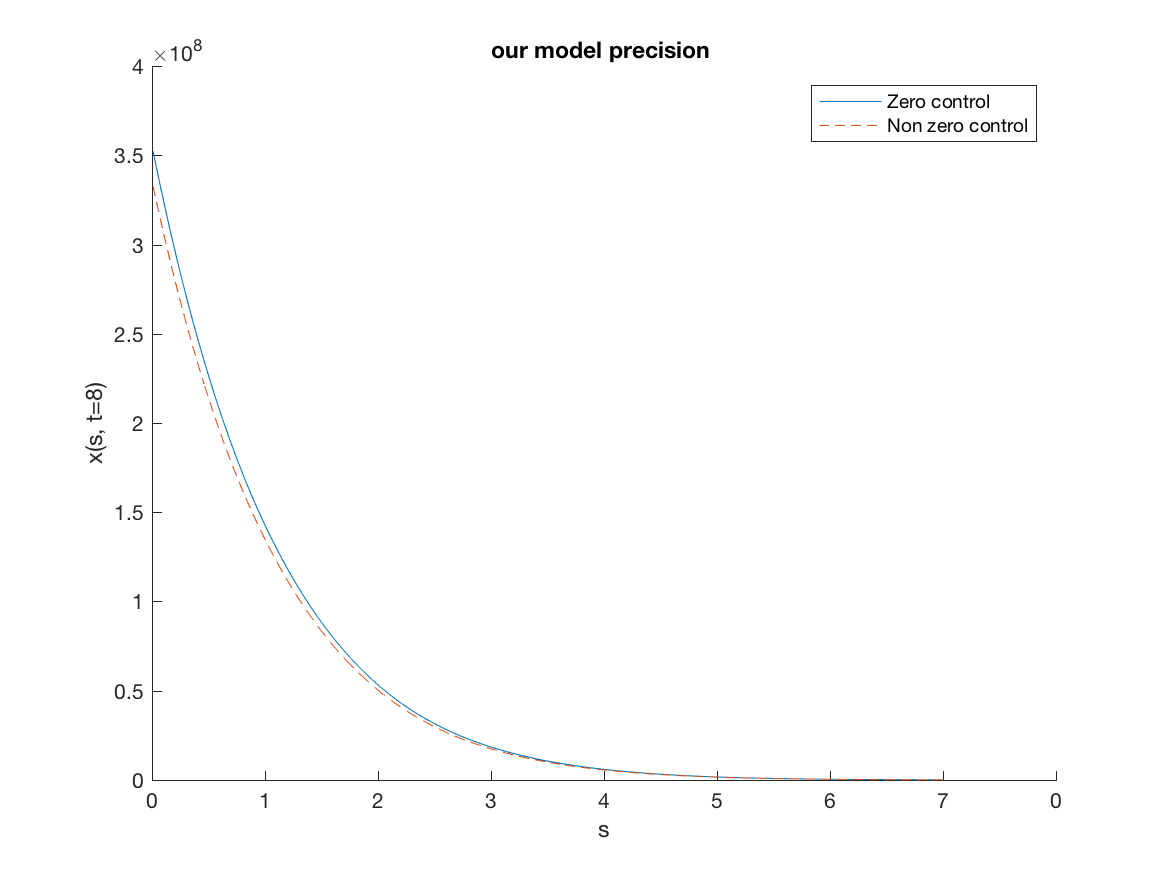 our model precision
×10^8
Zero control
Non zero control
4
3.5
3
2.5
2
1.5
1
0.5
0
x(s, t=8)
0 1 2 3 4 5 6 7 0
s